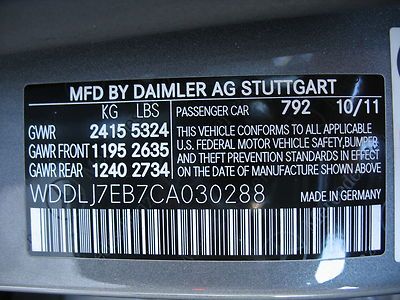 MFD BY DAIMLER AG STUTTGART
KG LBS
PASSENGER CAR 792 10/11
GVWR 2415 5324
GAWR FRONT 1195 2635
GAWR REAR 1240 2734
THIS VEHICLE CONFORMS TO ALL APPLICABLE
U.S. FEDERAL MOTOR VEHICLE SAFETY, BUMPER
AND THEFT PREVENTION STANDARDS IN EFFECT
ON THE DATE OF MANUFACTURE SHOWN ABOVE
WDDLJ7EB7CA030288
MADE IN GERMANY